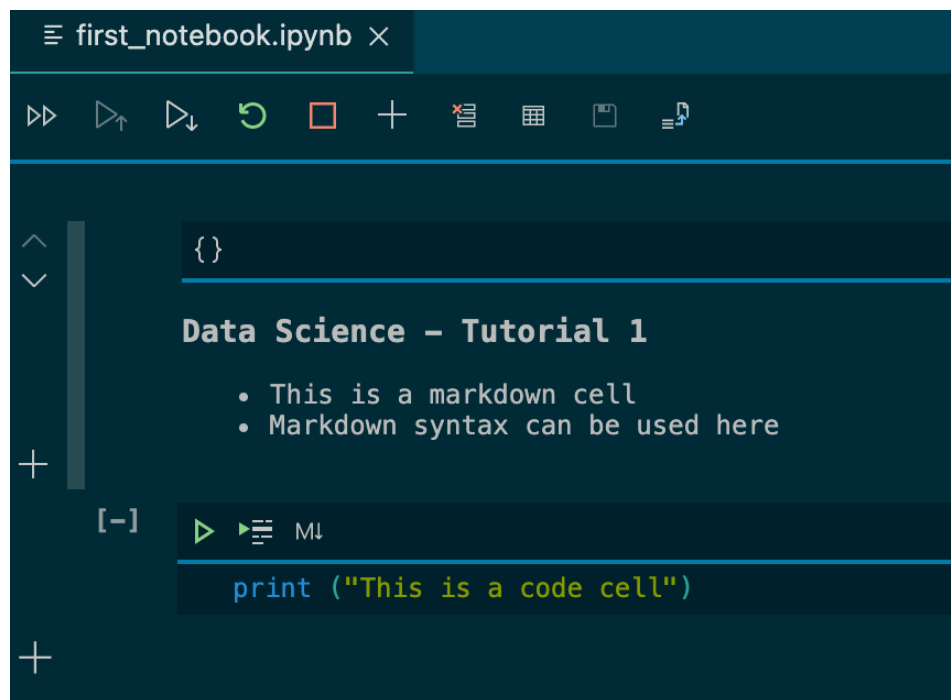 first_notebook.ipynb
{}
Data Science – Tutorial 1
• This is a markdown cell
• Markdown syntax can be used here
[-]
M↓
print ("This is a code cell")